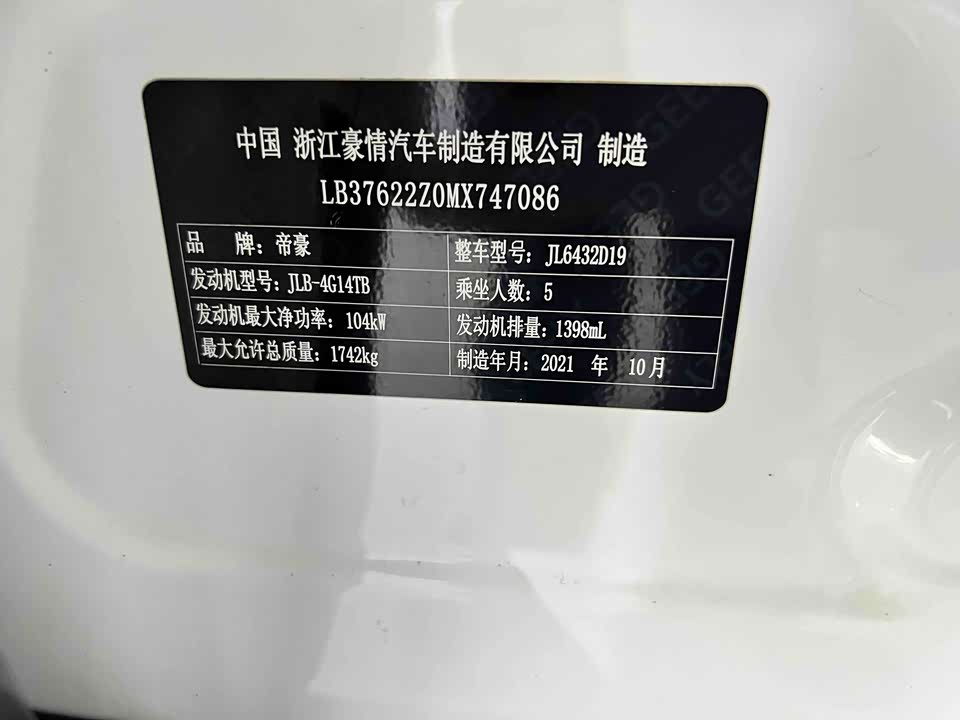 中国 浙江豪情汽车制造有限公司 制造
LB37622Z0MX747086
品 牌：帝豪 整车型号：JL6432D19
发动机型号：JLB-4G14TB 乘坐人数：5
发动机最大净功率：104kW 发动机排量：1398mL
最大允许总质量：1742kg 制造年月：2021 年 10月